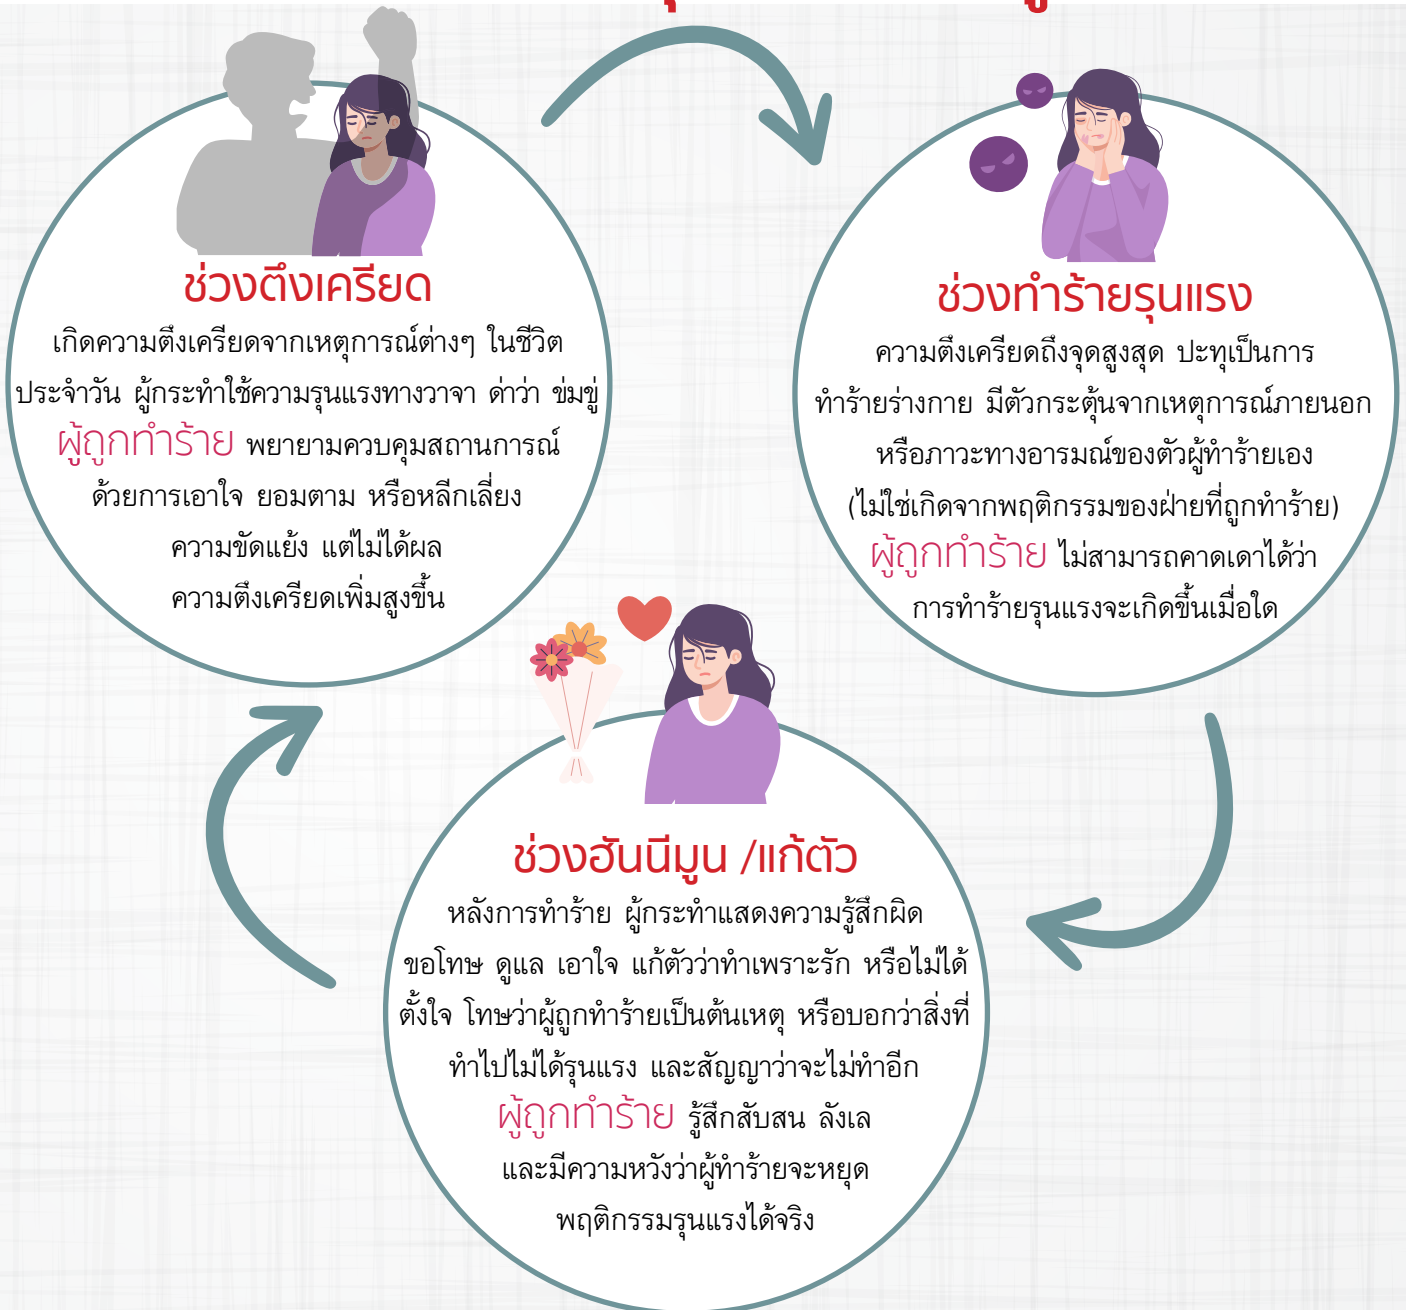 ช่วงตึงเครียด
เกิดความตึงเครียดจากเหตุการณ์ต่างๆ ในชีวิต
ประจำวัน ผู้กระทำใช้ความรุนแรงทางวาจา ด่าว่า ข่มขู่
ผู้ถูกทำร้าย พยายามควบคุมสถานการณ์
ด้วยการเอาใจ ยอมตาม หรือหลีกเลี่ยง
ความขัดแย้ง แต่ไม่ได้ผล
ความตึงเครียดเพิ่มสูงขึ้น
ช่วงทำร้ายรุนแรง
ความตึงเครียดถึงจุดสูงสุด ปะทุเป็นการ
ทำร้ายร่างกาย มีตัวกระตุ้นจากเหตุการณ์ภายนอก
หรือภาวะทางอารมณ์ของตัวผู้ทำร้ายเอง
(ไม่ใช่เกิดจากพฤติกรรมของฝ่ายที่ถูกทำร้าย)
ผู้ถูกทำร้าย ไม่สามารถคาดเดาได้ว่า
การทำร้ายรุนแรงจะเกิดขึ้นเมื่อใด
ช่วงฮันนีมูน /แก้ตัว
หลังการทำร้าย ผู้กระทำแสดงความรู้สึกผิด
ขอโทษ ดูแล เอาใจ แก้ตัวว่าทำเพราะรัก หรือไม่ได้
ตั้งใจ โทษว่าผู้ถูกทำร้ายเป็นต้นเหตุ หรือบอกว่าสิ่งที่
ทำไปไม่ได้รุนแรง และสัญญาว่าจะไม่ทำอีก
ผู้ถูกทำร้าย รู้สึกสับสน ลังเล
และมีความหวังว่าผู้ทำร้ายจะหยุด
พฤติกรรมรุนแรงได้จริง